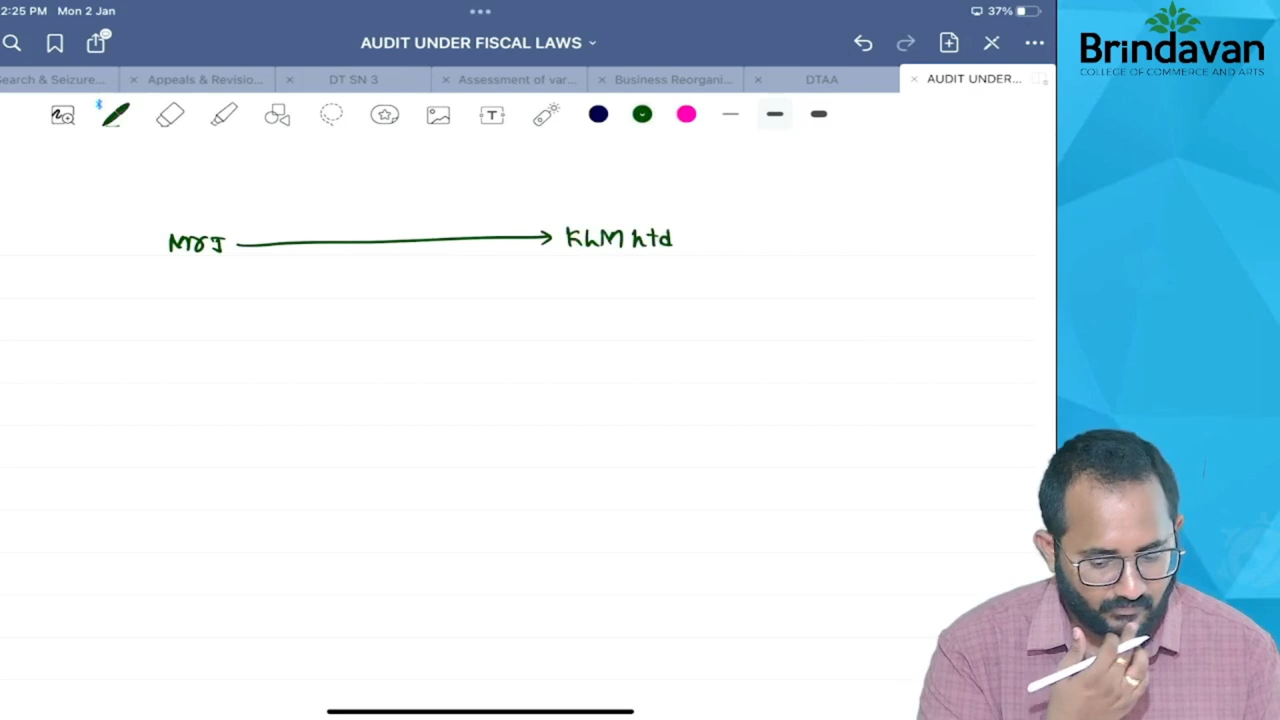 2:25 PM Mon 2 Jan
37%
AUDIT UNDER FISCAL LAWS
Search & Seizure...
Appeals & Revisio...
DT SN 3
Assessment of var...
Business Reorgani...
DTAA
AUDIT UNDER...
T
KLM Ltd
Brindavan
COLLEGE OF COMMERCE AND ARTS